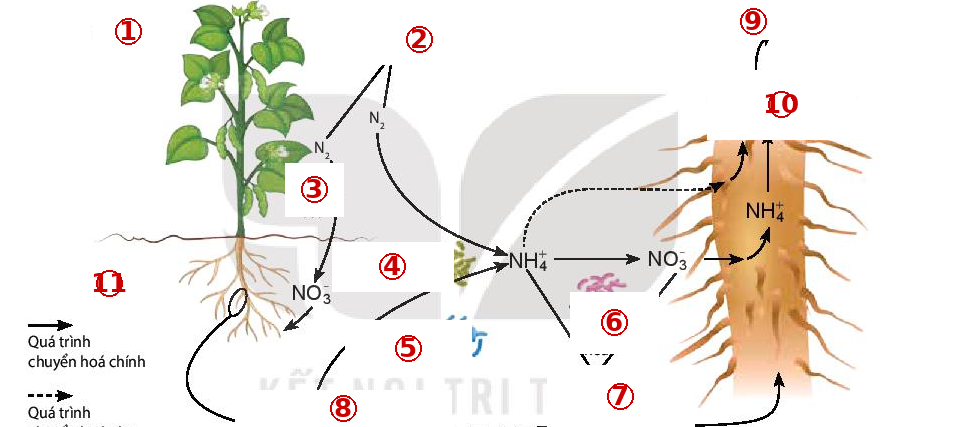 ①
②
⑨
10
N₂
N₂
③
NH₄⁺
④
NH₄⁺
NO₃⁻
11
NO₃⁻
⑥
Quá trình
chuyển hoá chính
⑤
⑦
Quá trình
⑧